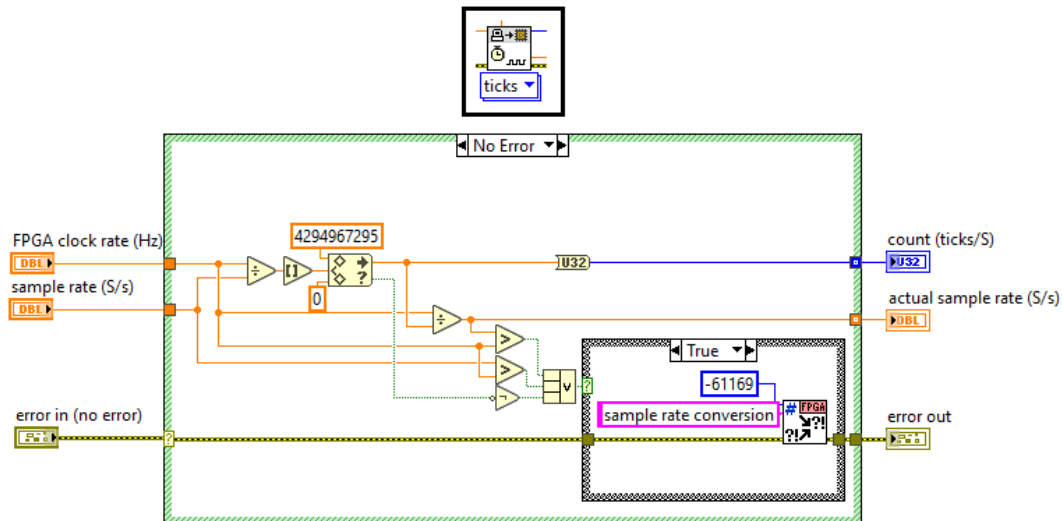 ticks
No Error
FPGA clock rate (Hz)
DBL
sample rate (S/s)
DBL
error in (no error)
4294967295
0
?
U32
count (ticks/S)
U32
actual sample rate (S/s)
DBL
True
?
-61169
sample rate conversion
# FPGA
?!
?!
error out
?